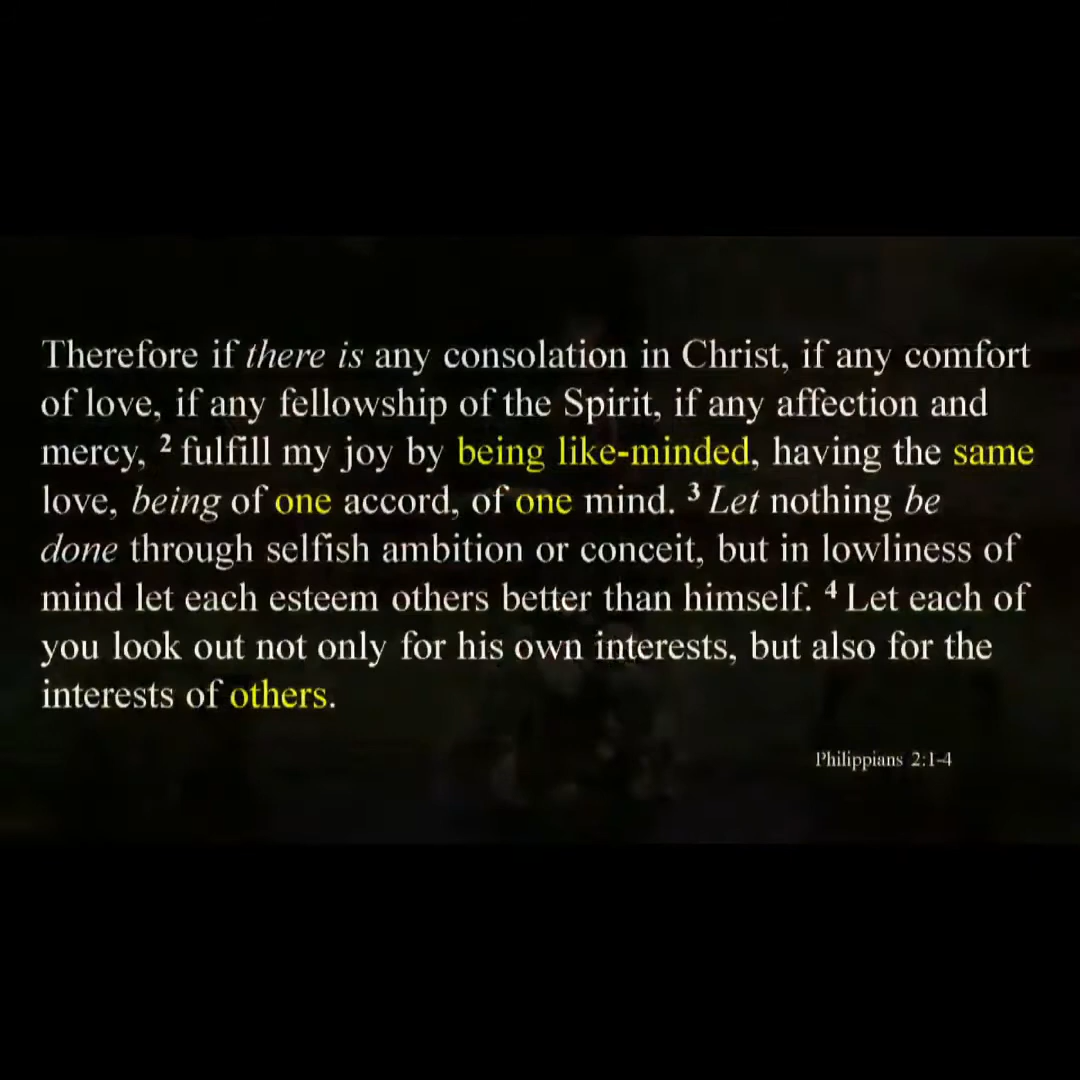 Therefore if there is any consolation in Christ, if any comfort
of love, if any fellowship of the Spirit, if any affection and
mercy, ² fulfill my joy by being like-minded, having the same
love, being of one accord, of one mind. ³ Let nothing be
done through selfish ambition or conceit, but in lowliness of
mind let each esteem others better than himself. ⁴ Let each of
you look out not only for his own interests, but also for the
interests of others.
Philippians 2:1-4